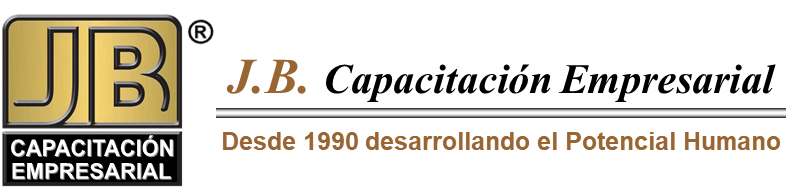 JB®
CAPACITACIÓN
EMPRESARIAL
J.B. Capacitación Empresarial
Desde 1990 desarrollando el Potencial Humano